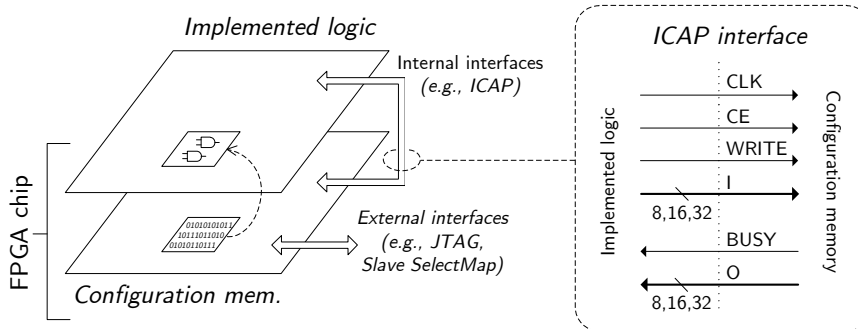 Implemented logic
Internal interfaces
(e.g., ICAP)
FPGA chip
01010101011
10111011010
01010110111
External interfaces
(e.g., JTAG,
Slave SelectMap)
Configuration mem.
ICAP interface
Implemented logic
CLK
CE
WRITE
I
8,16,32
BUSY
O
8,16,32
Configuration memory